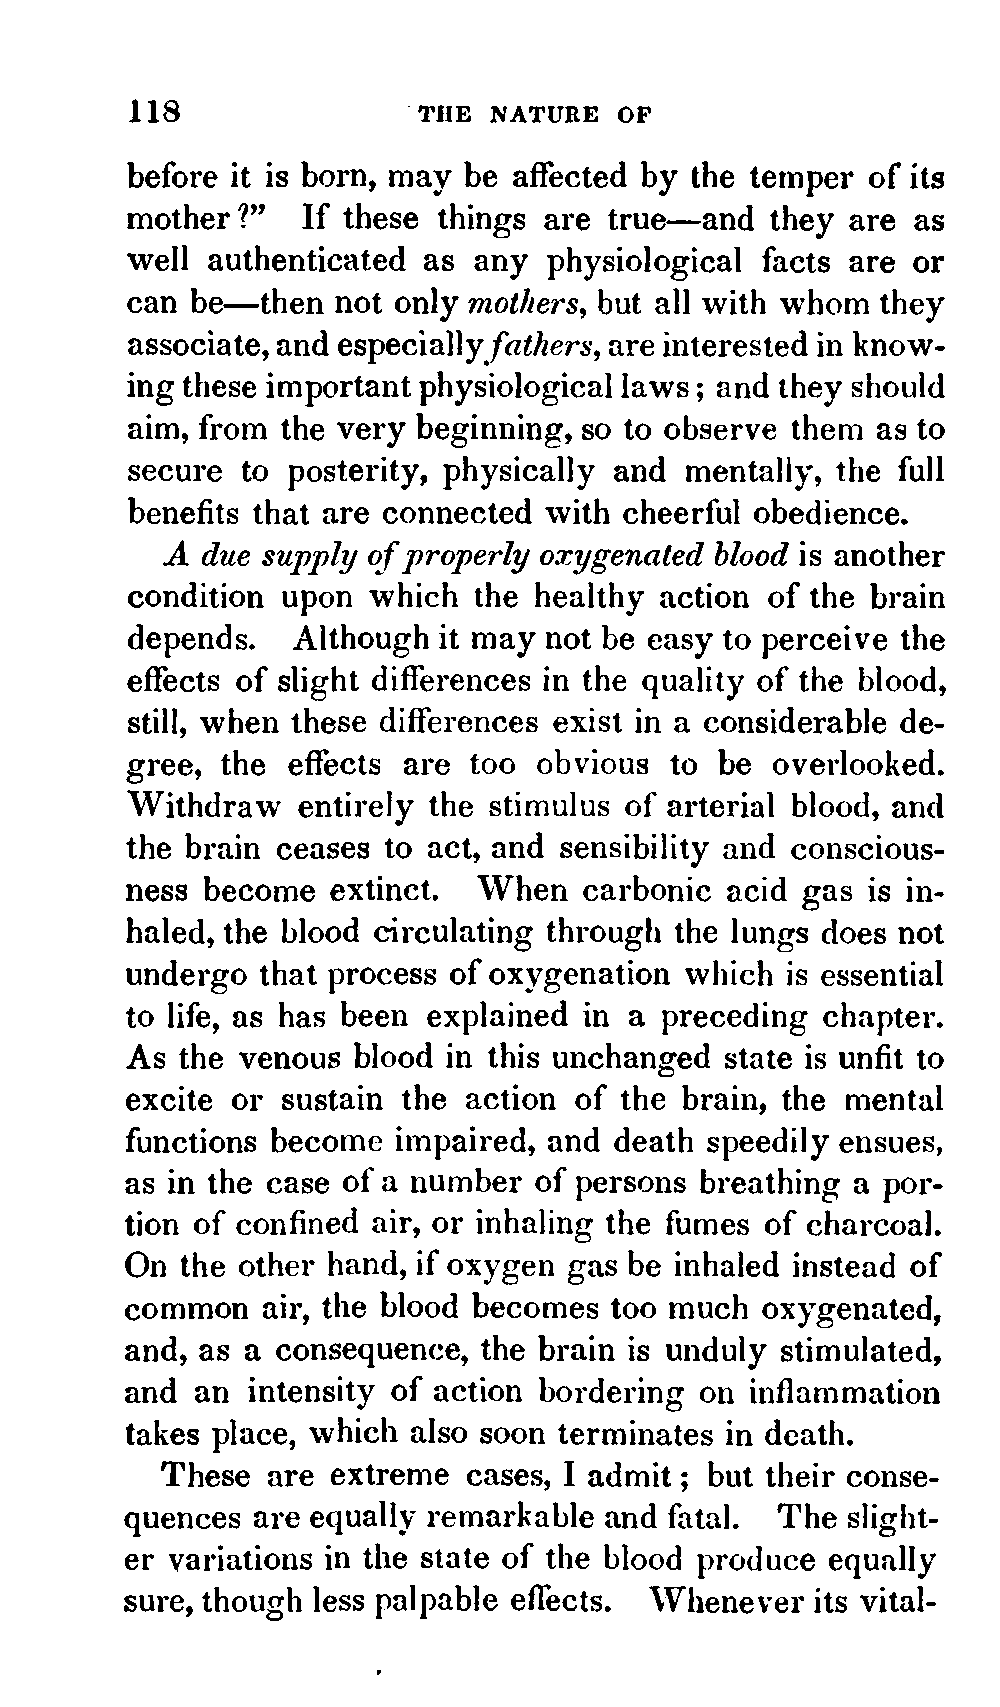 118 THE NATURE OF
before it is born, may be affected by the temper of its
mother?” If these things are true—and they are as
well authenticated as any physiological facts are or
can be—then not only mothers, but all with whom they
associate, and especially fathers, are interested in know-
ing these important physiological laws; and they should
aim, from the very beginning, so to observe them as to
secure to posterity, physically and mentally, the full
benefits that are connected with cheerful obedience.
A due supply of properly oxygenated blood is another
condition upon which the healthy action of the brain
depends. Although it may not be easy to perceive the
effects of slight differences in the quality of the blood,
still, when these differences exist in a considerable de-
gree, the effects are too obvious to be overlooked.
Withdraw entirely the stimulus of arterial blood, and
the brain ceases to act, and sensibility and conscious-
ness become extinct. When carbonic acid gas is in-
haled, the blood circulating through the lungs does not
undergo that process of oxygenation which is essential
to life, as has been explained in a preceding chapter.
As the venous blood in this unchanged state is unfit to
excite or sustain the action of the brain, the mental
functions become impaired, and death speedily ensues,
as in the case of a number of persons breathing a por-
tion of confined air, or inhaling the fumes of charcoal.
On the other hand, if oxygen gas be inhaled instead of
common air, the blood becomes too much oxygenated,
and, as a consequence, the brain is unduly stimulated,
and an intensity of action bordering on inflammation
takes place, which also soon terminates in death.
These are extreme cases, I admit; but their conse-
quences are equally remarkable and fatal. The slight-
er variations in the state of the blood produce equally
sure, though less palpable effects. Whenever its vital-